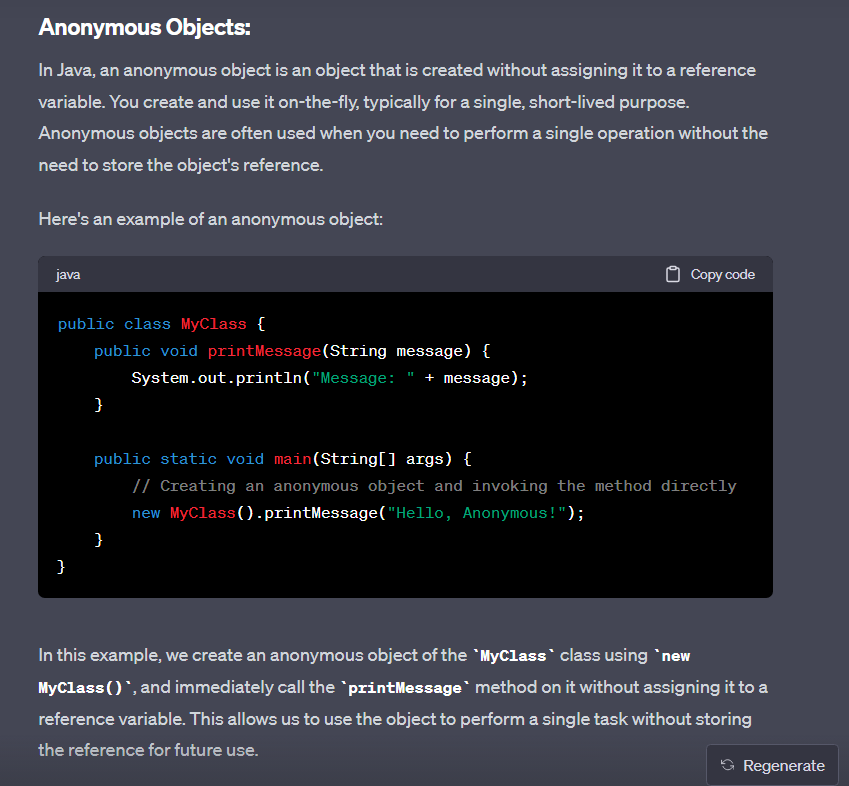 Anonymous Objects:
In Java, an anonymous object is an object that is created without assigning it to a reference
variable. You create and use it on-the-fly, typically for a single, short-lived purpose.
Anonymous objects are often used when you need to perform a single operation without the
need to store the object's reference.
Here's an example of an anonymous object:
java Copy code
public class MyClass {
    public void printMessage(String message) {
        System.out.println("Message: " + message);
    }
    public static void main(String[] args) {
        // Creating an anonymous object and invoking the method directly
        new MyClass().printMessage("Hello, Anonymous!");
    }
}
In this example, we create an anonymous object of the `MyClass` class using `new
MyClass()`, and immediately call the `printMessage` method on it without assigning it to a
reference variable. This allows us to use the object to perform a single task without storing
the reference for future use.
Regenerate